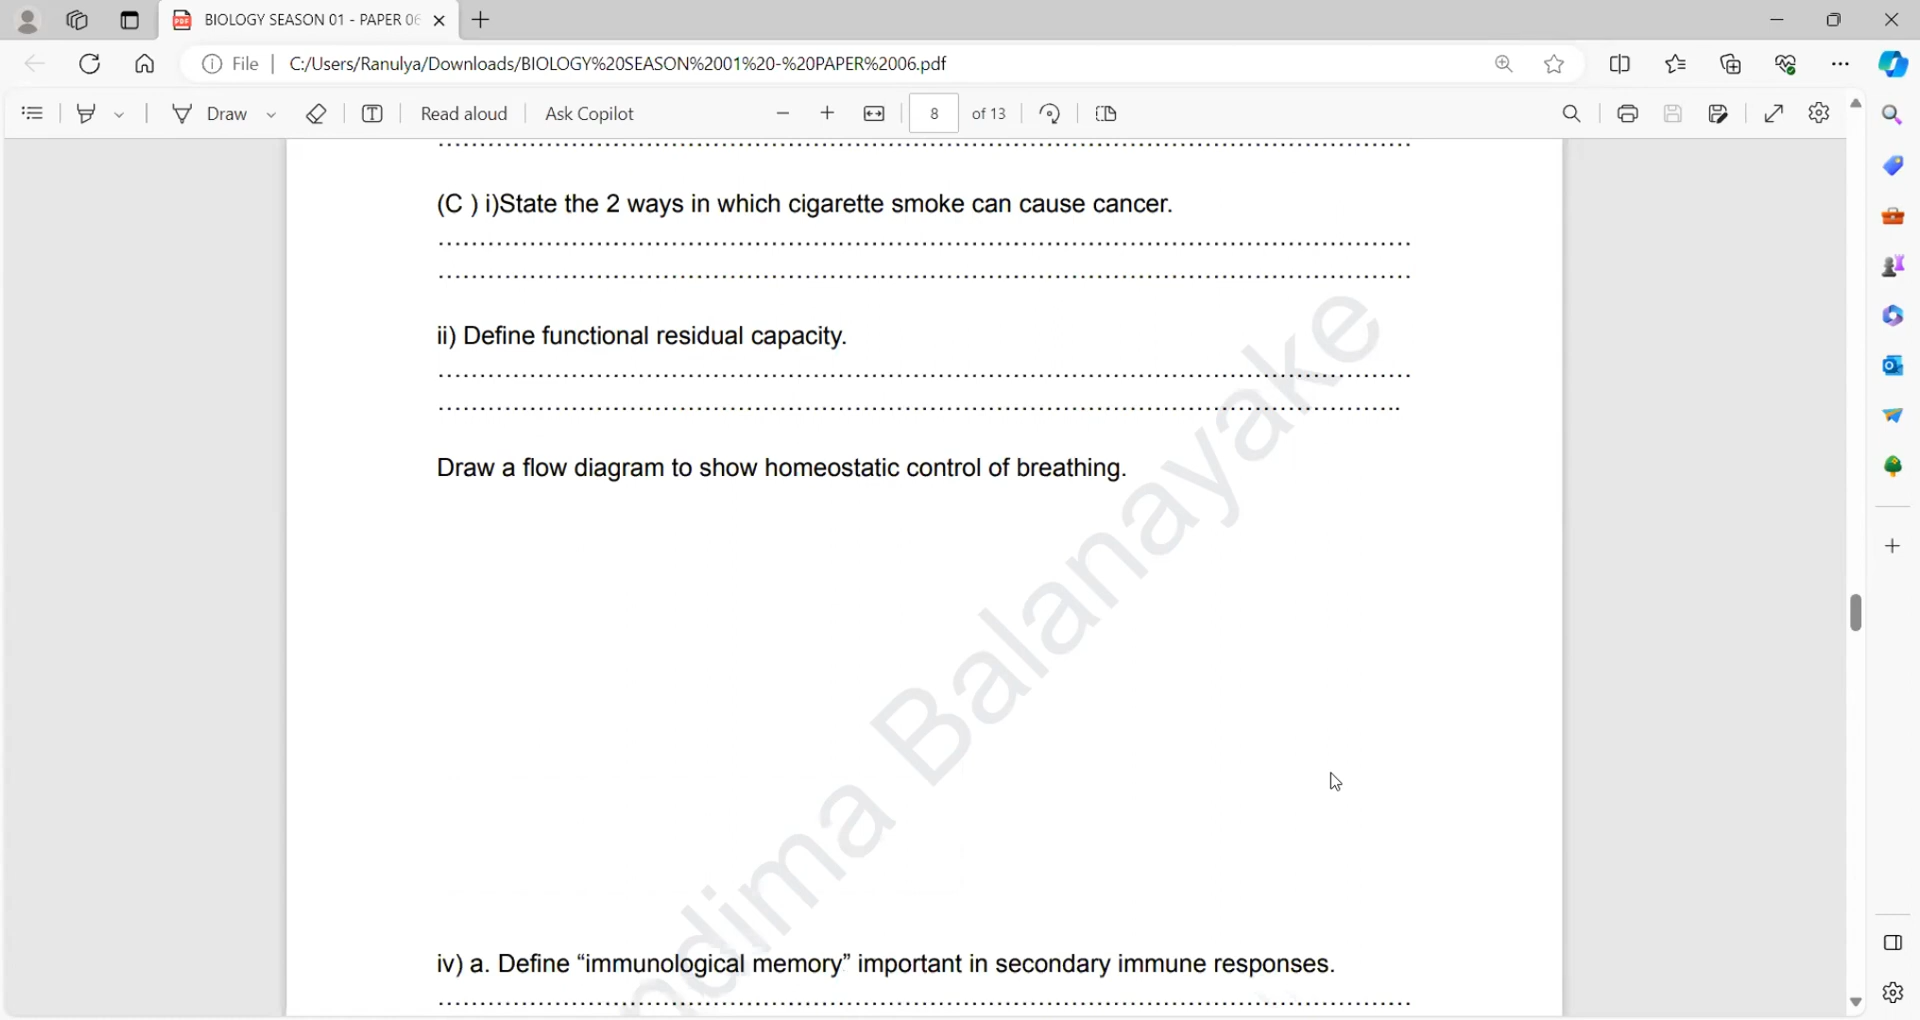 BIOLOGY SEASON 01 - PAPER 06
File
C:/Users/Ranulya/Downloads/BIOLOGY%20SEASON%2001%20-%20PAPER%2006.pdf
Draw
Read aloud
Ask Copilot
8
of 13
(C ) i)State the 2 ways in which cigarette smoke can cause cancer.
ii) Define functional residual capacity.
Draw a flow diagram to show homeostatic control of breathing.
iv) a. Define “immunological memory” important in secondary immune responses.
ndima Balanayake